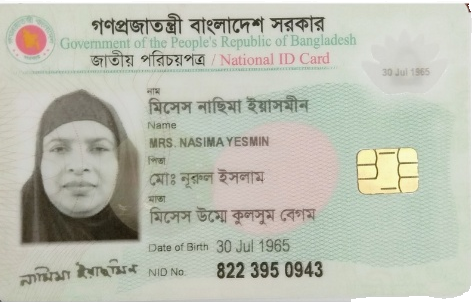 গণপ্রজাতন্ত্রী বাংলাদেশ সরকার
Government of the People's Republic of Bangladesh
জাতীয় পরিচয়পত্র / National ID Card
30 Jul 1965
নাম
মিসেস নাছিমা ইয়াসমীন
Name
MRS. NASIMA YESMIN
পিতা
মোঃ নূরুল ইসলাম
মাতা
মিসেস উম্মে কুলসুম বেগম
Date of Birth 30 Jul 1965
NID No. 822 395 0943
নাসিমা ইয়াছমিন